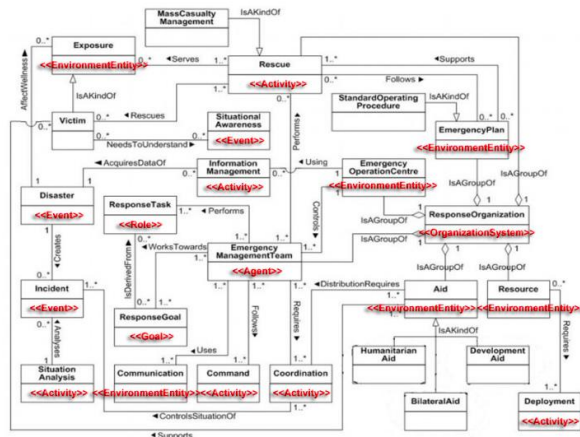 MassCasualty
Management
IsAKindOf
Exposure
<<EnvironmentEntity>>
0..*
0..*
Serves
1..*
Rescue
<<Activity>>
1..*
Supports
Follows
0..*
AffectWellness
IsAKindOf
1..*
Rescues
0..*
Victim
0..*
NeedsToUnderstand
0..*
Situational
Awareness
<<Event>>
Performs
StandardOperating
Procedure
IsAKindOf
EmergencyPlan
<<EnvironmentEntity>>
AcquiresDataOf
Information
Management
<<Activity>>
Using
Emergency
OperationCentre
<<EnvironmentEntity>>
IsAGroupOf
IsAGroupOf
Disaster
<<Event>>
ResponseTask
<<Role>>
Performs
Controls
IsAGroupOf
ResponseOrganization
<<OrganizationSystem>>
IsAGroupOf
Creates
IsDerivedFrom
WorksTowards
Emergency
ManagementTeam
<<Agent>>
IsAGroupOf
IsAGroupOf
Incident
<<Event>>
ResponseGoal
<<Goal>>
Follows
Requires
DistributionRequires
Aid
<<EnvironmentEntity>>
Resource
<<EnvironmentEntity>>
Analyses
Uses
IsAKindOf
Requires
Humanitarian
Aid
Development
Aid
Situation
Analysis
<<Activity>>
Communication
<<EnvironmentEntity>>
Command
<<Activity>>
Coordination
<<Activity>>
BilateralAid
Deployment
<<Activity>>
ControlsSituationOf
Supports